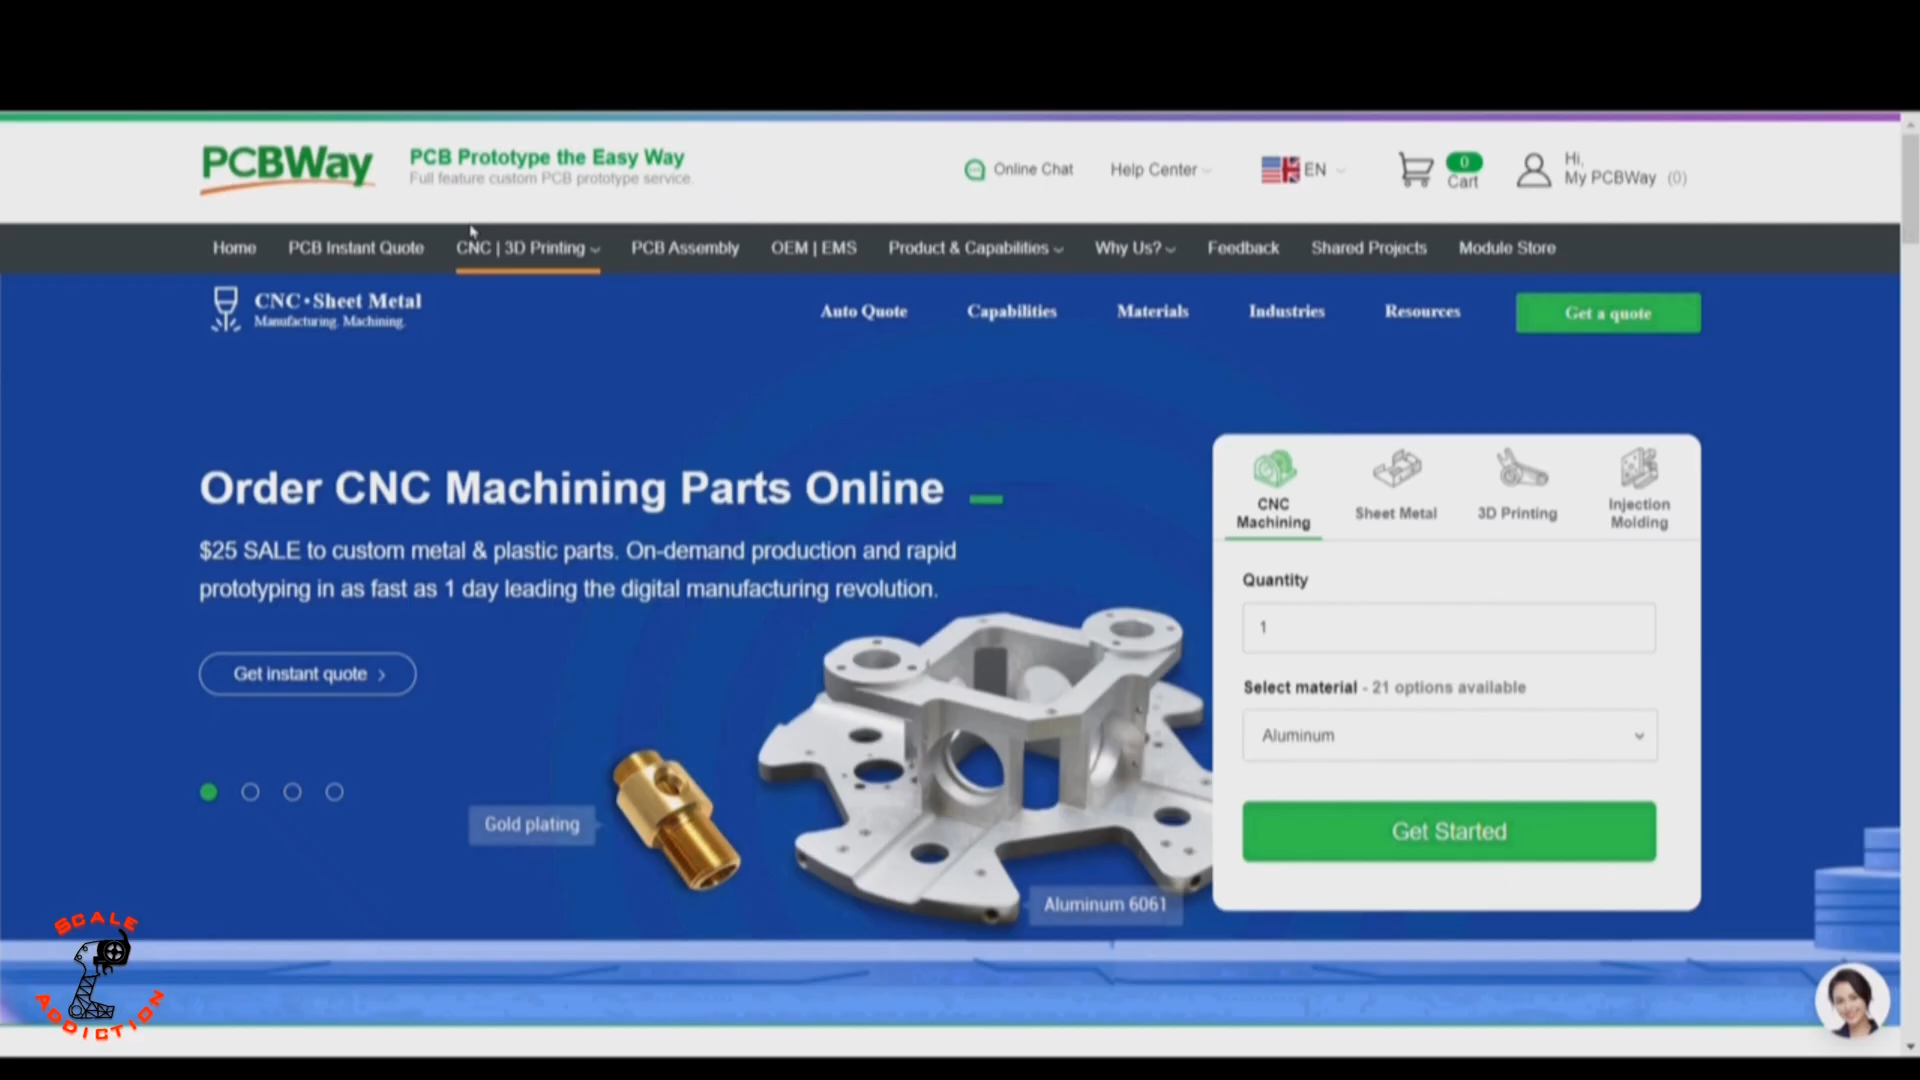 PCBWay
PCB Prototype the Easy Way
Full feature custom PCB prototype service.
Online Chat
Help Center
EN
0
Cart
Hi,
My PCBWay (0)
Home
PCB Instant Quote
CNC | 3D Printing
PCB Assembly
OEM | EMS
Product & Capabilities
Why Us?
Feedback
Shared Projects
Module Store
CNC • Sheet Metal
Manufacturing. Machining.
Auto Quote
Capabilities
Materials
Industries
Resources
Get a quote
Order CNC Machining Parts Online
$25 SALE to custom metal & plastic parts. On-demand production and rapid
prototyping in as fast as 1 day leading the digital manufacturing revolution.
Get instant quote >
Gold plating
Aluminum 6061
CNC
Machining
Sheet Metal
3D Printing
Injection
Molding
Quantity
1
Select material - 21 options available
Aluminum
Get Started
SCALE
ADDICTION